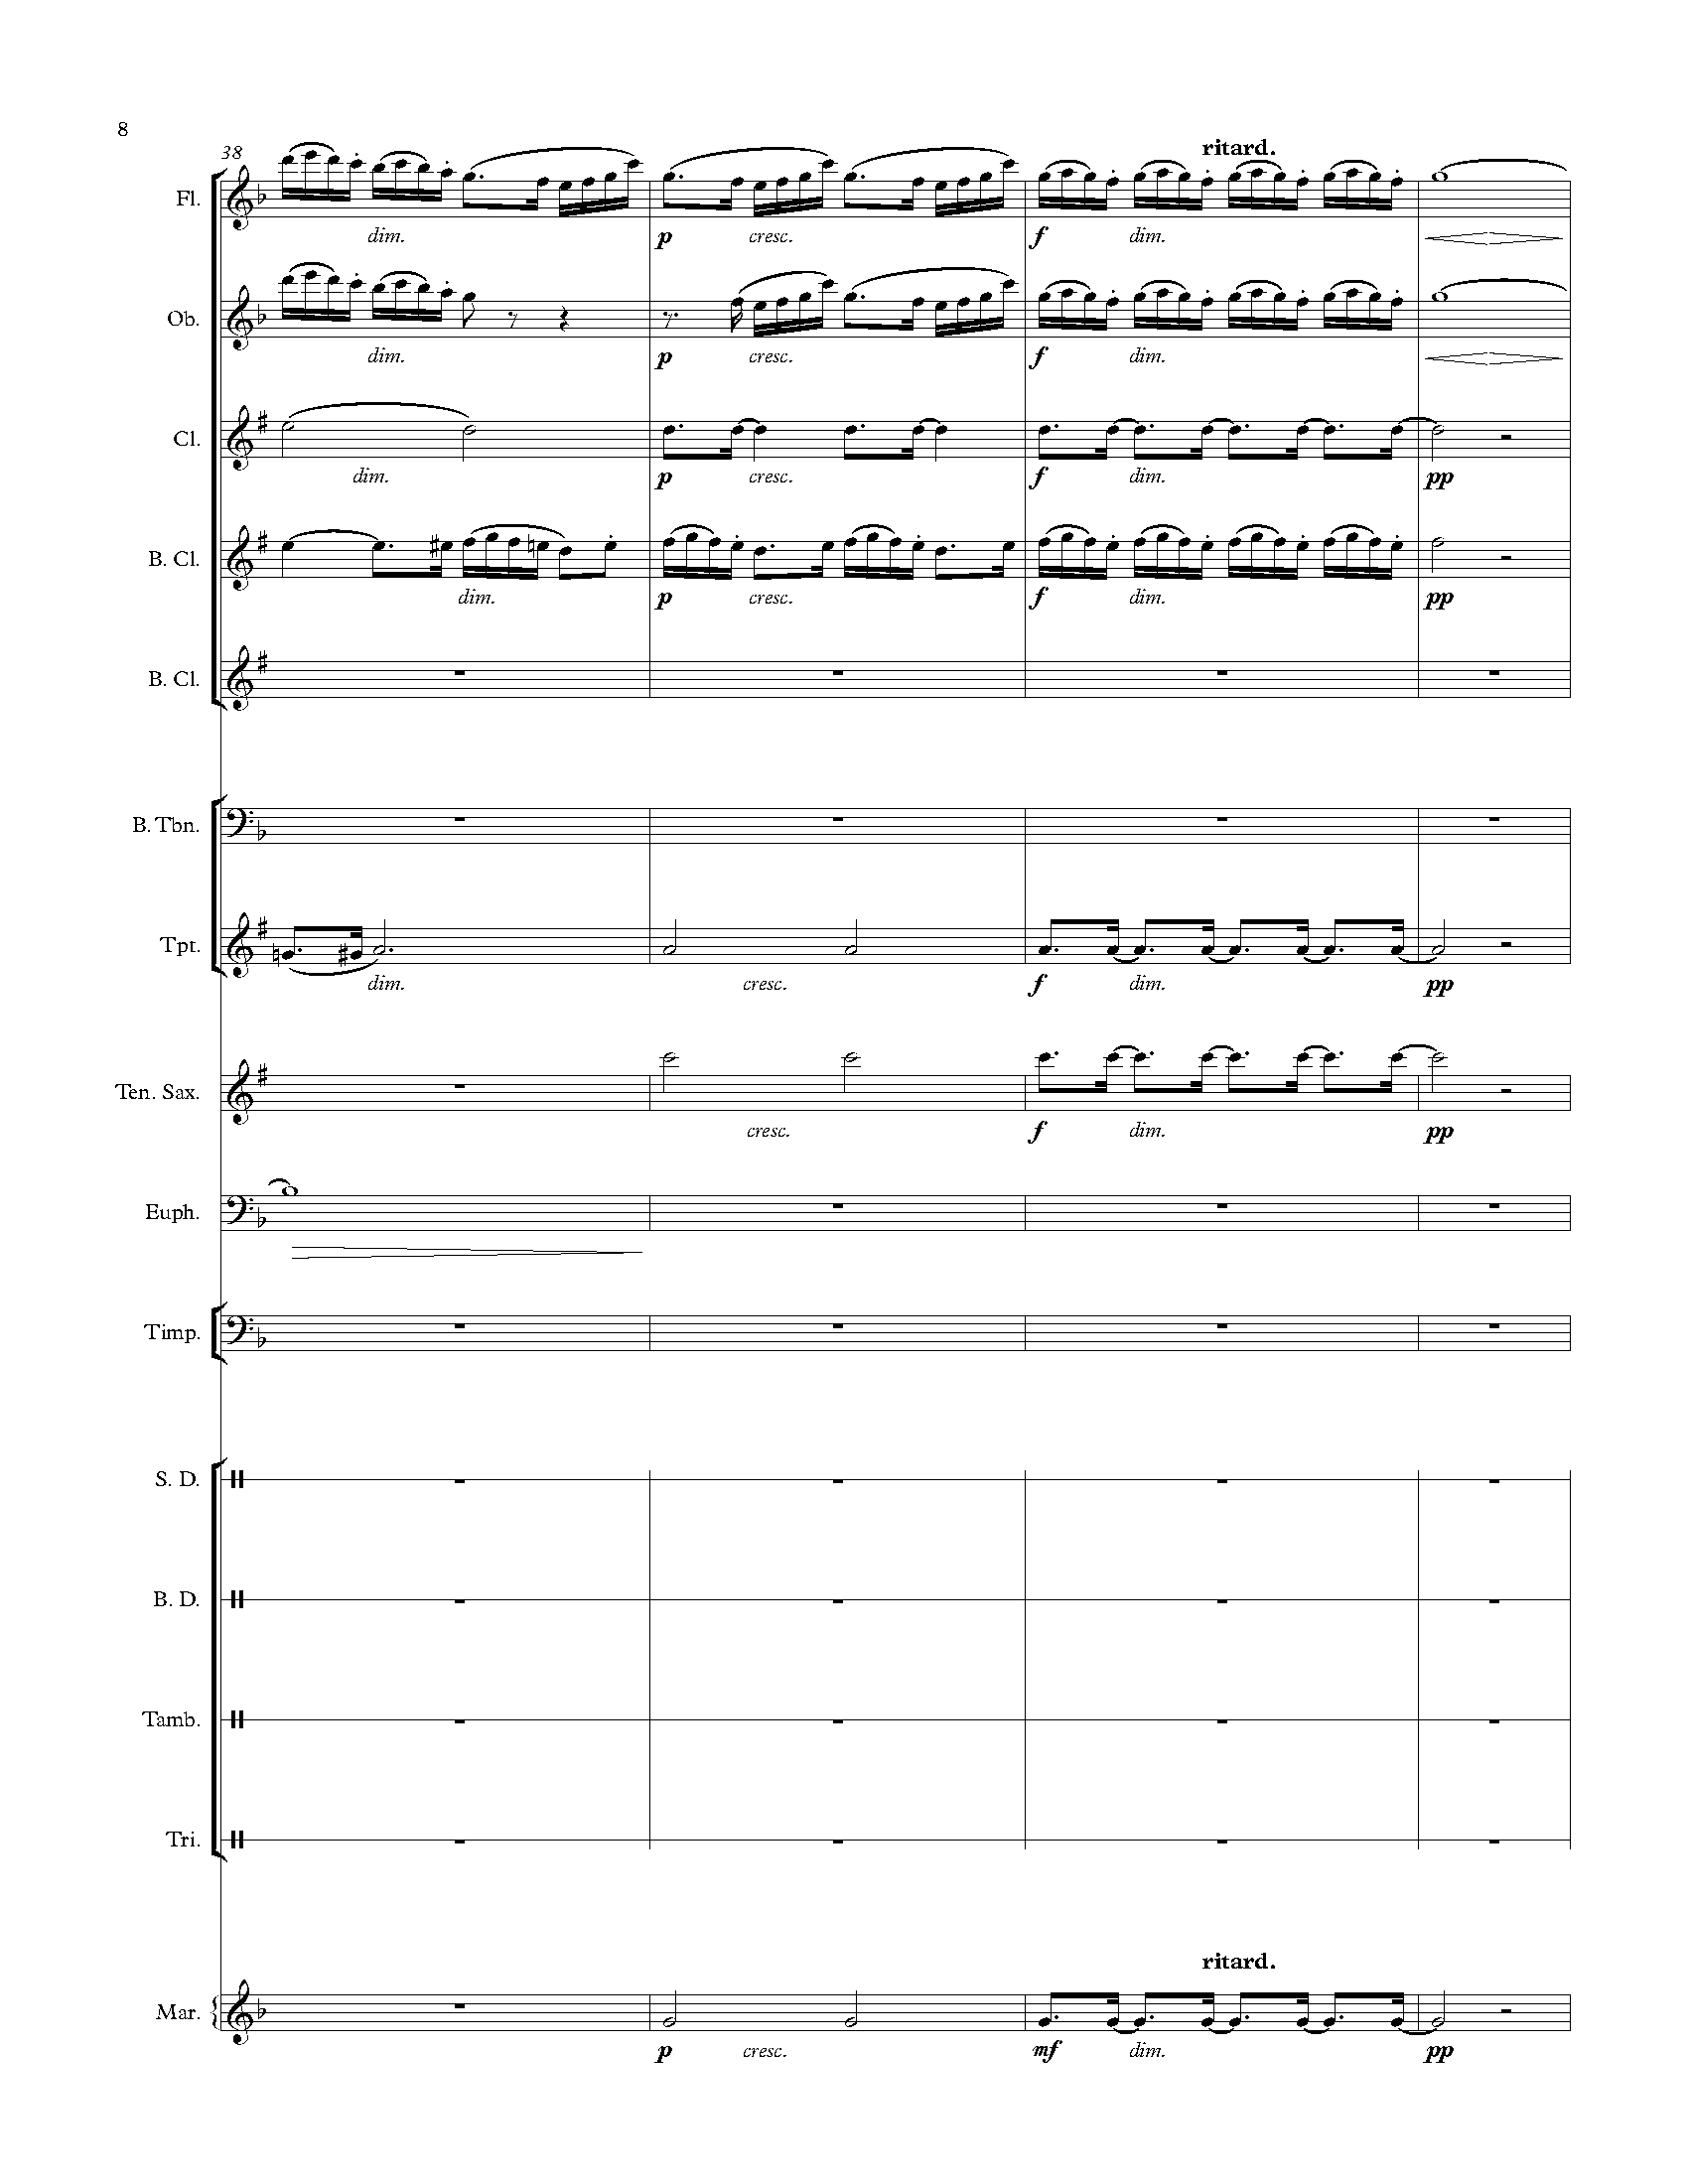 8
38
ritard.
Fl.
dim.
p
cresc.
f
dim.
Ob.
dim.
p
cresc.
f
dim.
Cl.
dim.
p
cresc.
f
dim.
pp
B. Cl.
dim.
p
cresc.
f
dim.
pp
B. Cl.
B. Tbn.
Tpt.
dim.
cresc.
f
dim.
pp
Ten. Sax.
cresc.
f
dim.
pp
Euph.
Timp.
S. D.
B. D.
Tamb.
Tri.
ritard.
Mar.
p
cresc.
mf
dim.
pp